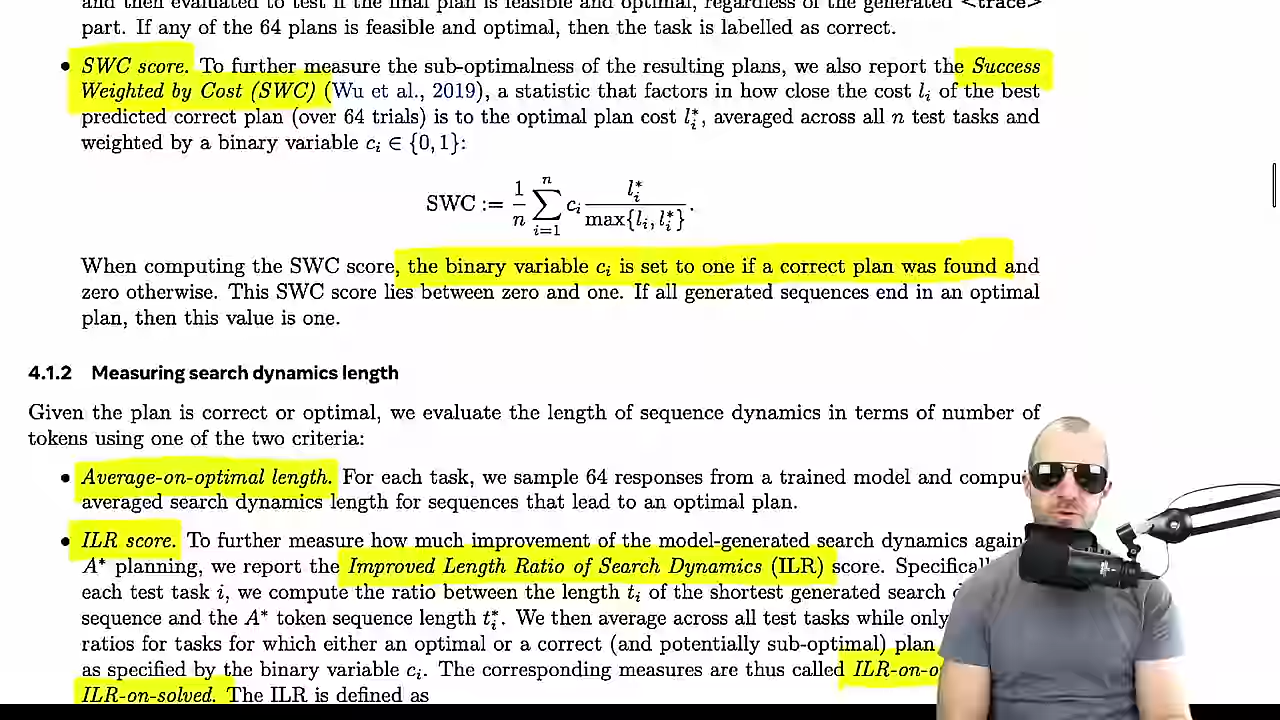 and then evaluated to test if the final plan is feasible and optimal, regardless of the generated <trace>
part. If any of the 64 plans is feasible and optimal, then the task is labelled as correct.
• SWC score. To further measure the sub-optimalness of the resulting plans, we also report the Success
Weighted by Cost (SWC) (Wu et al., 2019), a statistic that factors in how close the cost lᵢ of the best
predicted correct plan (over 64 trials) is to the optimal plan cost lᵢ*, averaged across all n test tasks and
weighted by a binary variable cᵢ ∈ {0, 1}:
SWC := 1/n ∑ᵢ₌₁ⁿ cᵢ lᵢ* / max{lᵢ, lᵢ*}.
When computing the SWC score, the binary variable cᵢ is set to one if a correct plan was found and
zero otherwise. This SWC score lies between zero and one. If all generated sequences end in an optimal
plan, then this value is one.
4.1.2 Measuring search dynamics length
Given the plan is correct or optimal, we evaluate the length of sequence dynamics in terms of number of
tokens using one of the two criteria:
• Average-on-optimal length. For each task, we sample 64 responses from a trained model and compu
averaged search dynamics length for sequences that lead to an optimal plan.
• ILR score. To further measure how much improvement of the model-generated search dynamics again
A* planning, we report the Improved Length Ratio of Search Dynamics (ILR) score. Specifical
each test task i, we compute the ratio between the length tᵢ of the shortest generated search
sequence and the A* token sequence length tᵢ*. We then average across all test tasks while only
ratios for tasks for which either an optimal or a correct (and potentially sub-optimal) plan
as specified by the binary variable cᵢ. The corresponding measures are thus called ILR-on-o
ILR-on-solved. The ILR is defined as